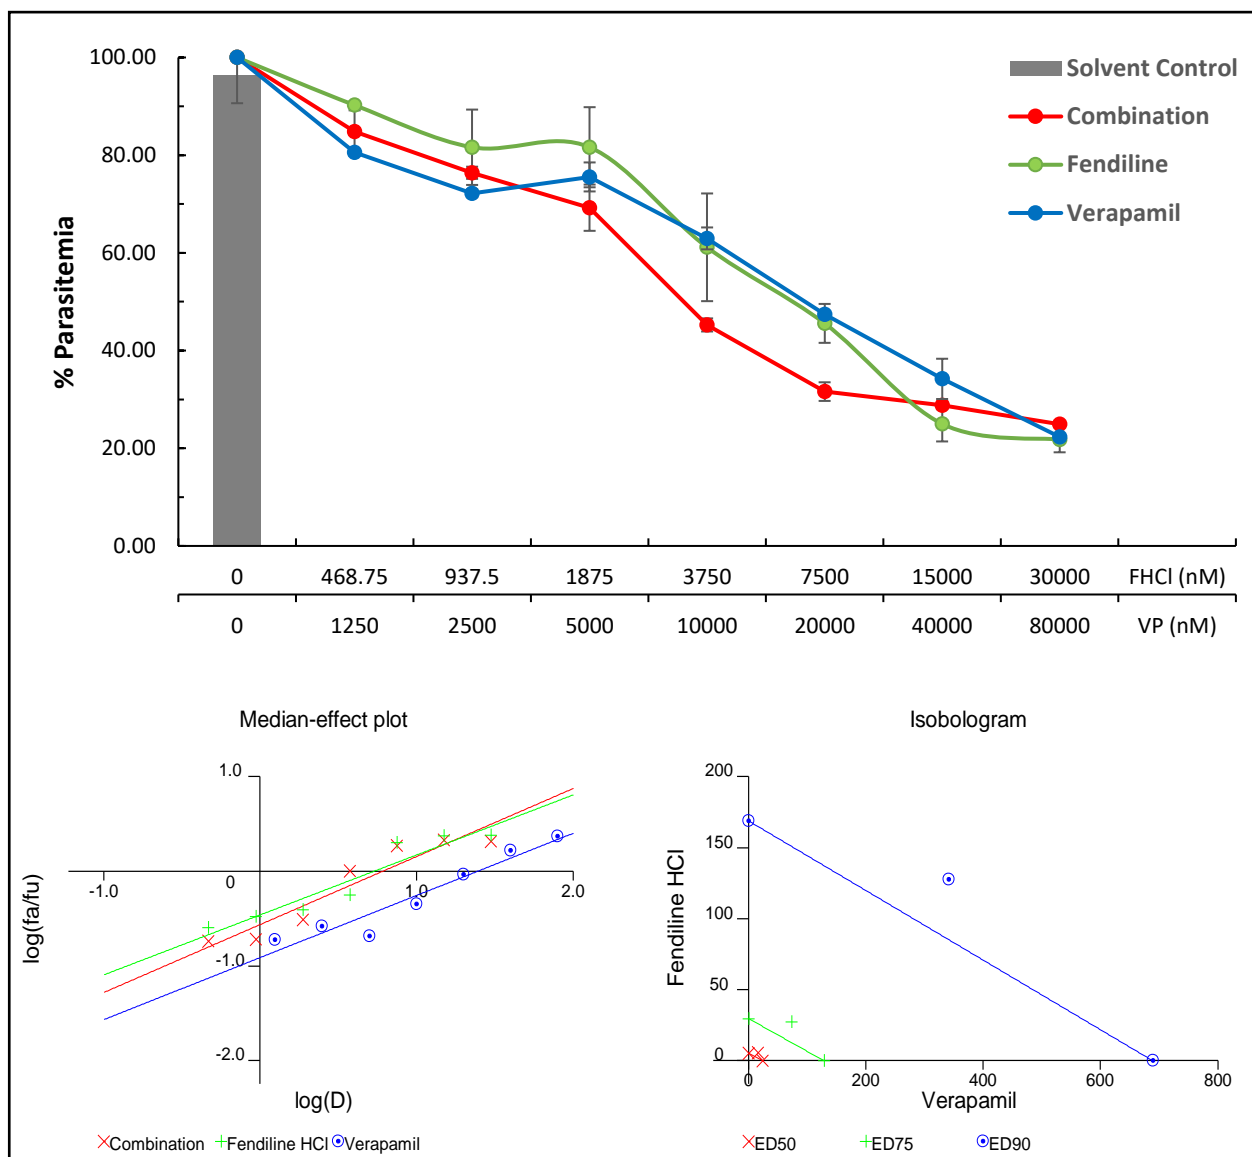 100.00
80.00
60.00
40.00
20.00
0.00
% Parasitemia
Solvent Control
Combination
Fendiline
Verapamil
0 468.75 937.5 1875 3750 7500 15000 30000 FHCl (nM)
0 1250 2500 5000 10000 20000 40000 80000 VP (nM)
Median-effect plot
1.0
-1.0 0 1.0 2.0
-1.0
-2.0
log(fa/fu)
log(D)
Combination Fendiline HCl Verapamil
Isobologram
200
150
100
50
0
Fendiline HCl
0 200 400 600 800
Verapamil
ED50 ED75 ED90